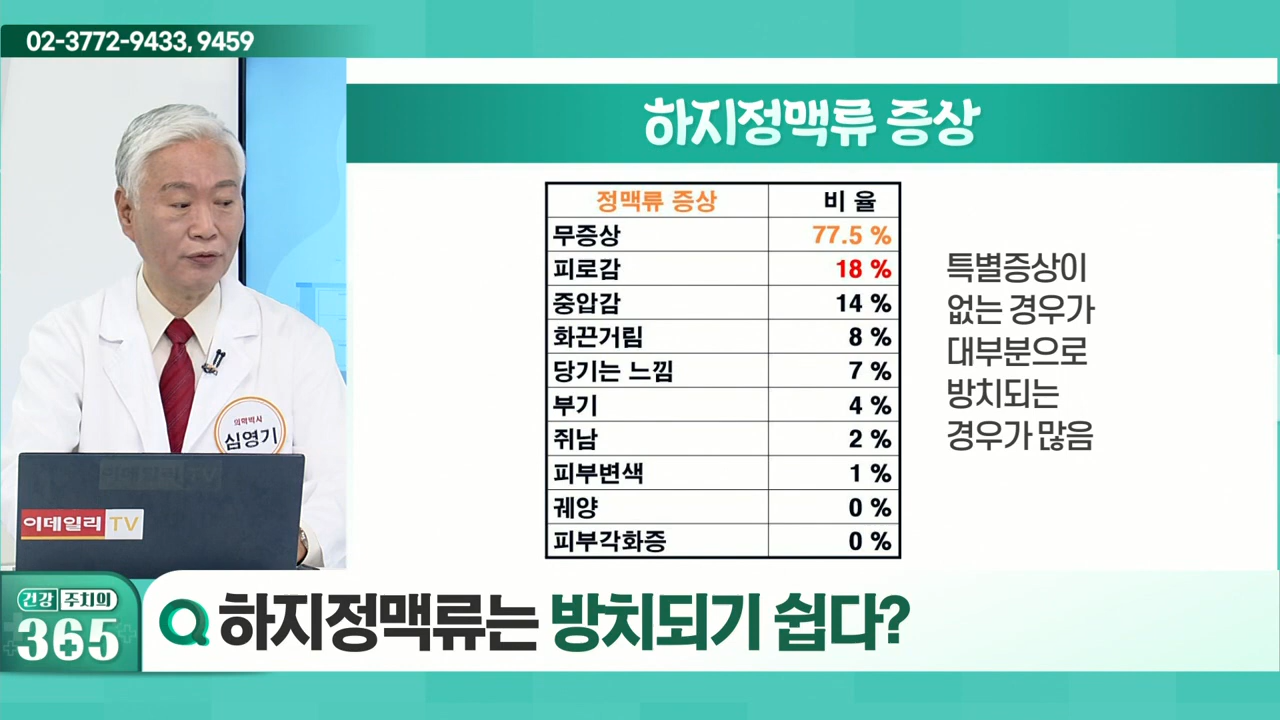 02-3772-9433, 9459
하지정맥류 증상
정맥류 증상 비 율
무증상 77.5 %
피로감 18 %
중압감 14 %
화끈거림 8 %
당기는 느낌 7 %
부기 4 %
쥐남 2 %
피부변색 1 %
궤양 0 %
피부각화증 0 %
특별증상이
없는 경우가
대부분으로
방치되는
경우가 많음
의학박사
심영기
이데일리 TV
이데일리 TV
건강 주치의
365
Q 하지정맥류는 방치되기 쉽다?